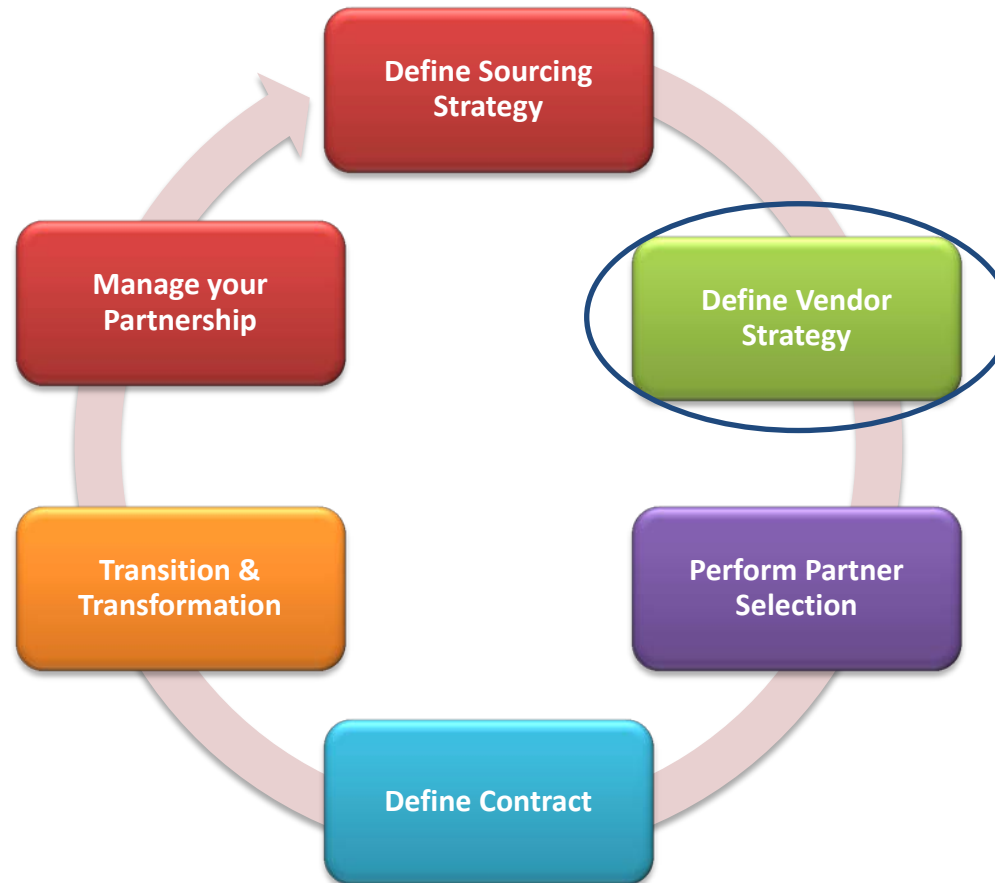 Define Sourcing
Strategy
Define Vendor
Strategy
Perform Partner
Selection
Define Contract
Transition &
Transformation
Manage your
Partnership